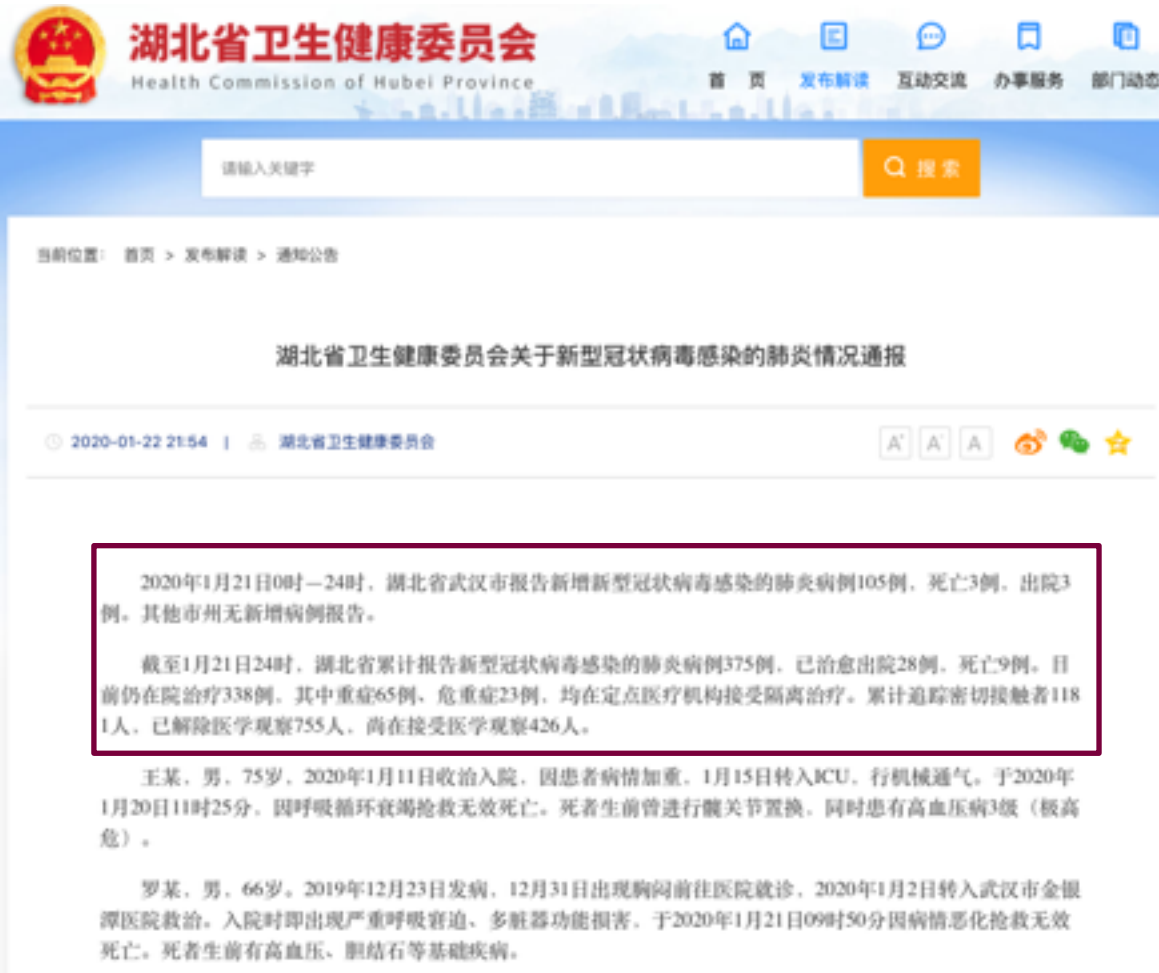 湖北省卫生健康委员会
Health Commission of Hubei Province
首 页 发布解读 互动交流 办事服务 部门动态
请输入关键字
搜 索
当前位置： 首页 > 发布解读 > 通知公告
湖北省卫生健康委员会关于新型冠状病毒感染的肺炎情况通报
2020-01-22 21:54 | 湖北省卫生健康委员会
A+ A- A
2020年1月21日0时—24时，湖北省武汉市报告新增新型冠状病毒感染的肺炎病例105例，死亡3例，出院3
例。其他市州无新增病例报告。
截至1月21日24时，湖北省累计报告新型冠状病毒感染的肺炎病例375例，已治愈出院28例，死亡9例。目
前仍在院治疗338例，其中重症65例、危重症23例，均在定点医疗机构接受隔离治疗。累计追踪密切接触者118
1人，已解除医学观察755人，尚在接受医学观察426人。
王某，男，75岁，2020年1月11日收治入院，因患者病情加重，1月15日转入ICU，行机械通气。于2020年
1月20日11时25分，因呼吸循环衰竭抢救无效死亡。死者生前曾进行髋关节置换，同时患有高血压病3级（极高
危）。
罗某，男，66岁。2019年12月23日发病，12月31日出现胸闷前往医院就诊，2020年1月2日转入武汉市金银
潭医院救治。入院时即出现严重呼吸窘迫、多脏器功能损害，于2020年1月21日09时50分因病情恶化抢救无效
死亡。死者生前有高血压、胆结石等基础疾病。